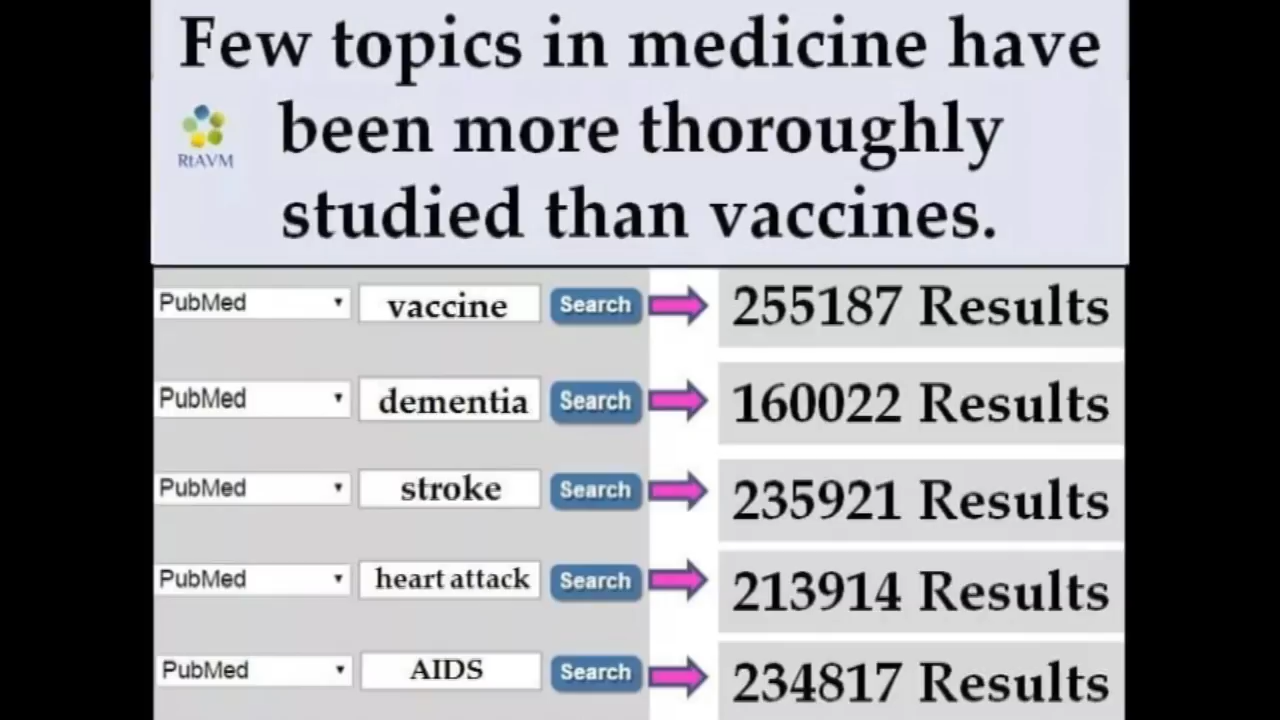 Few topics in medicine have
been more thoroughly
RtAVM
studied than vaccines.
PubMed vaccine Search 255187 Results
PubMed dementia Search 160022 Results
PubMed stroke Search 235921 Results
PubMed heart attack Search 213914 Results
PubMed AIDS Search 234817 Results